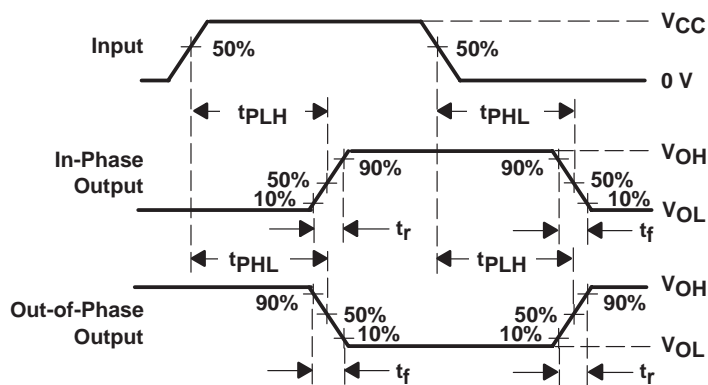 VCC
Input
50%
50%
0 V
tPLH
tPHL
In-Phase
Output
VOH
90%
90%
50%
50%
10%
10%
VOL
tr
tf
tPHL
tPLH
Out-of-Phase
Output
VOH
90%
90%
50%
50%
10%
10%
VOL
tf
tr